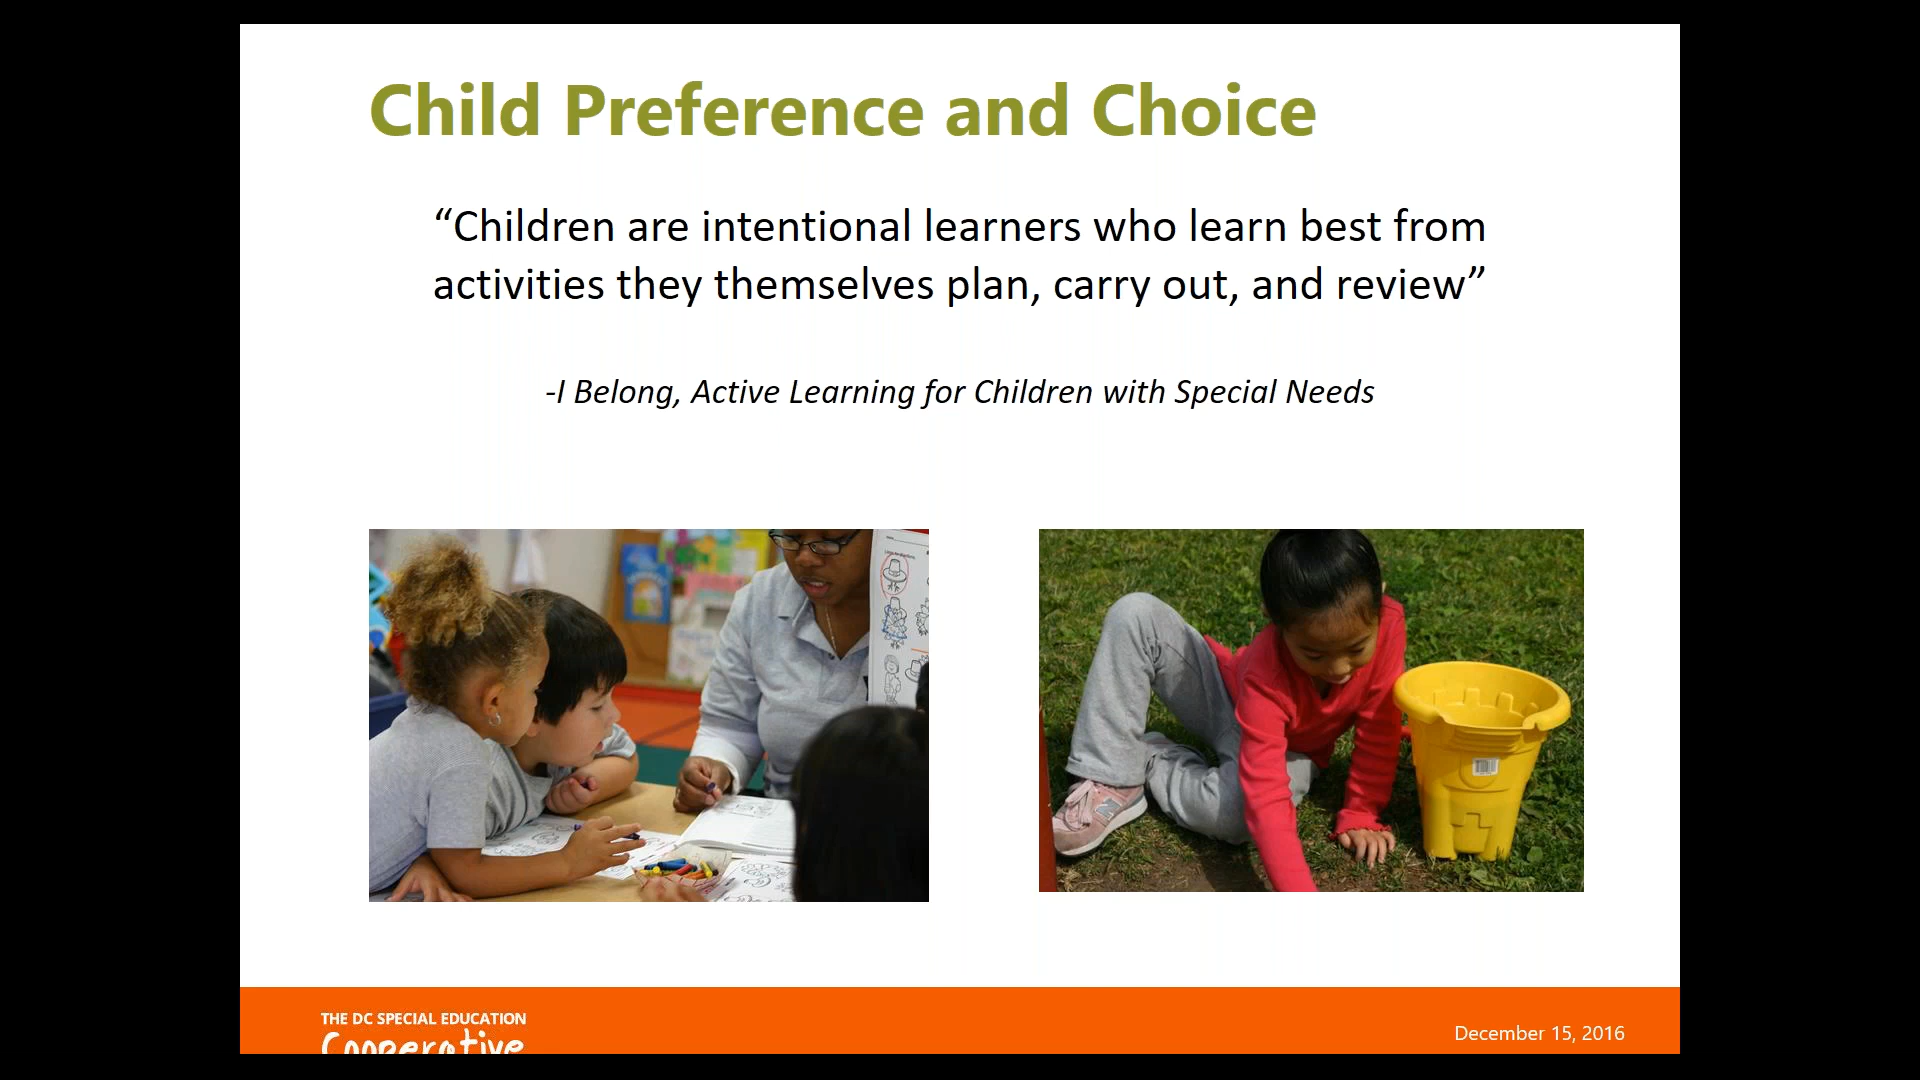 Child Preference and Choice
“Children are intentional learners who learn best from
activities they themselves plan, carry out, and review”
-I Belong, Active Learning for Children with Special Needs
THE DC SPECIAL EDUCATION
Cooperative
December 15, 2016